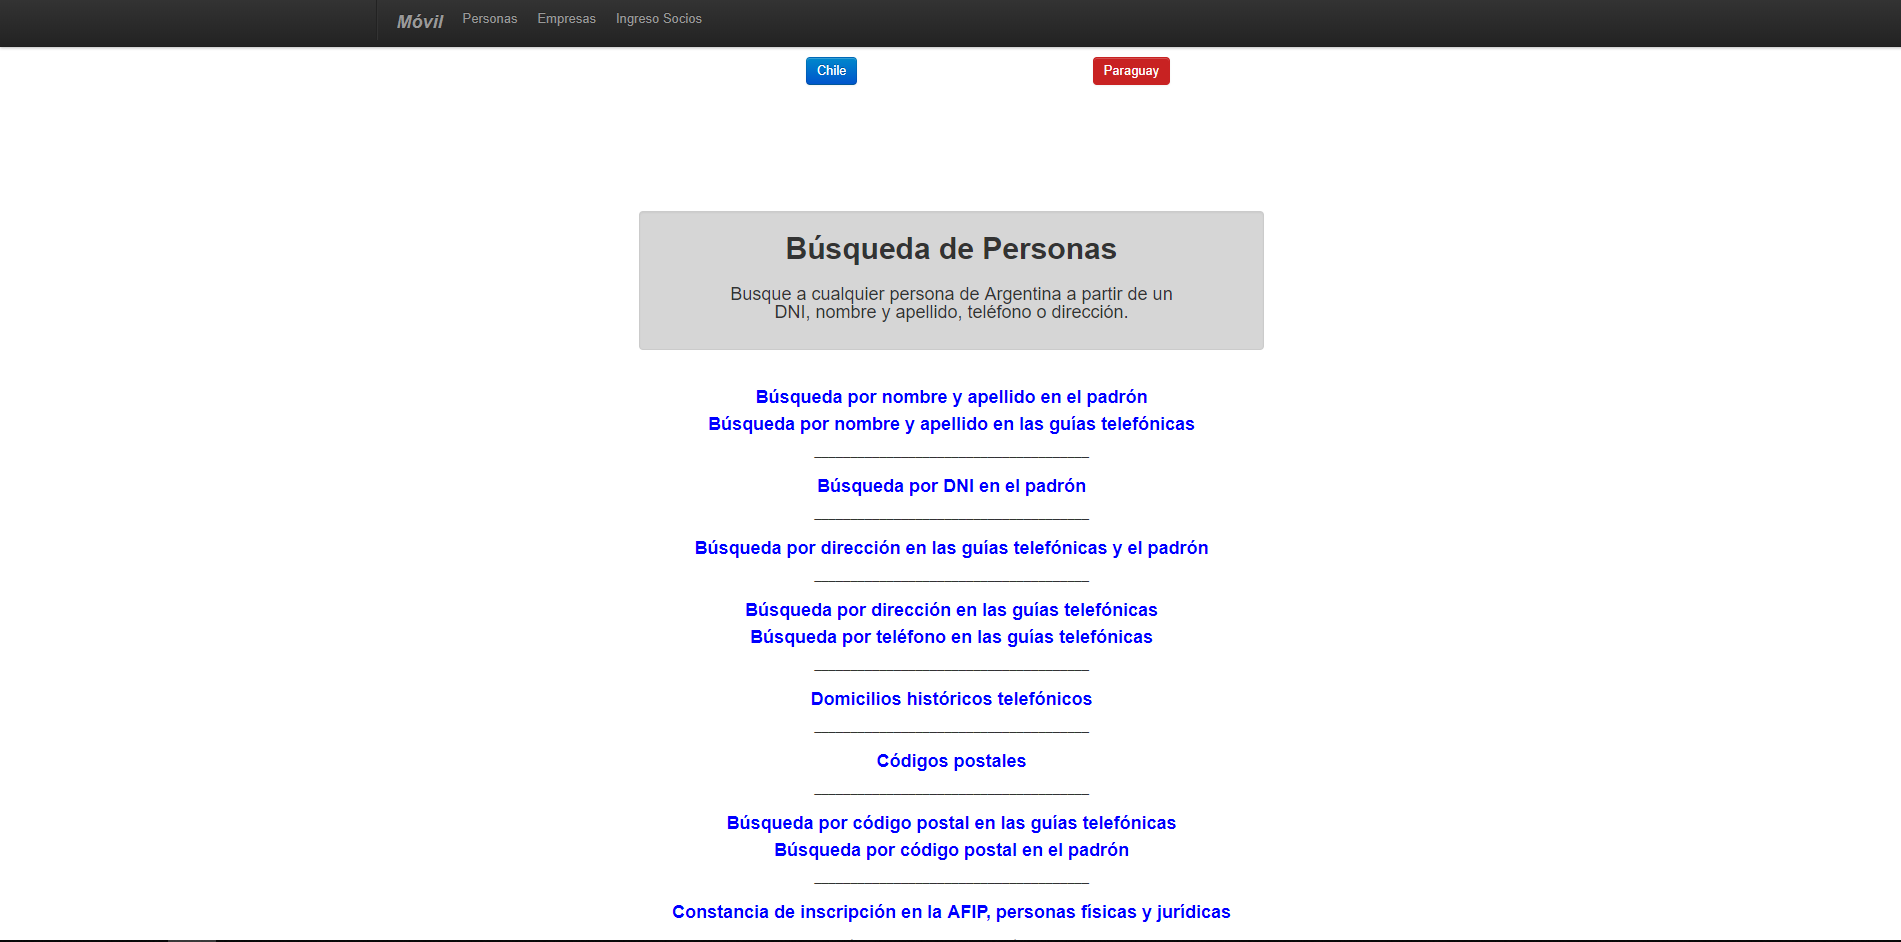 Móvil Personas Empresas Ingreso Socios
Chile Paraguay
Búsqueda de Personas
Busque a cualquier persona de Argentina a partir de un
DNI, nombre y apellido, teléfono o dirección.
Búsqueda por nombre y apellido en el padrón
Búsqueda por nombre y apellido en las guías telefónicas
Búsqueda por DNI en el padrón
Búsqueda por dirección en las guías telefónicas y el padrón
Búsqueda por dirección en las guías telefónicas
Búsqueda por teléfono en las guías telefónicas
Domicilios históricos telefónicos
Códigos postales
Búsqueda por código postal en las guías telefónicas
Búsqueda por código postal en el padrón
Constancia de inscripción en la AFIP, personas físicas y jurídicas